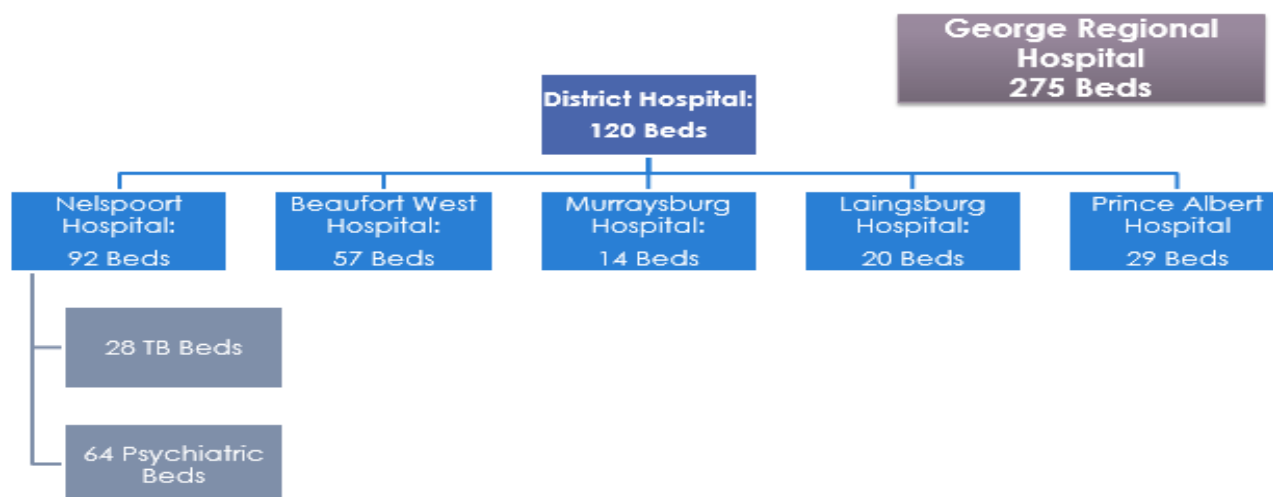 George Regional
Hospital
275 Beds
District Hospital:
120 Beds
Nelspoort
Hospital:
92 Beds
Beaufort West
Hospital:
57 Beds
Murraysburg
Hospital:
14 Beds
Laingsburg
Hospital:
20 Beds
Prince Albert
Hospital
29 Beds
28 TB Beds
64 Psychiatric
Beds